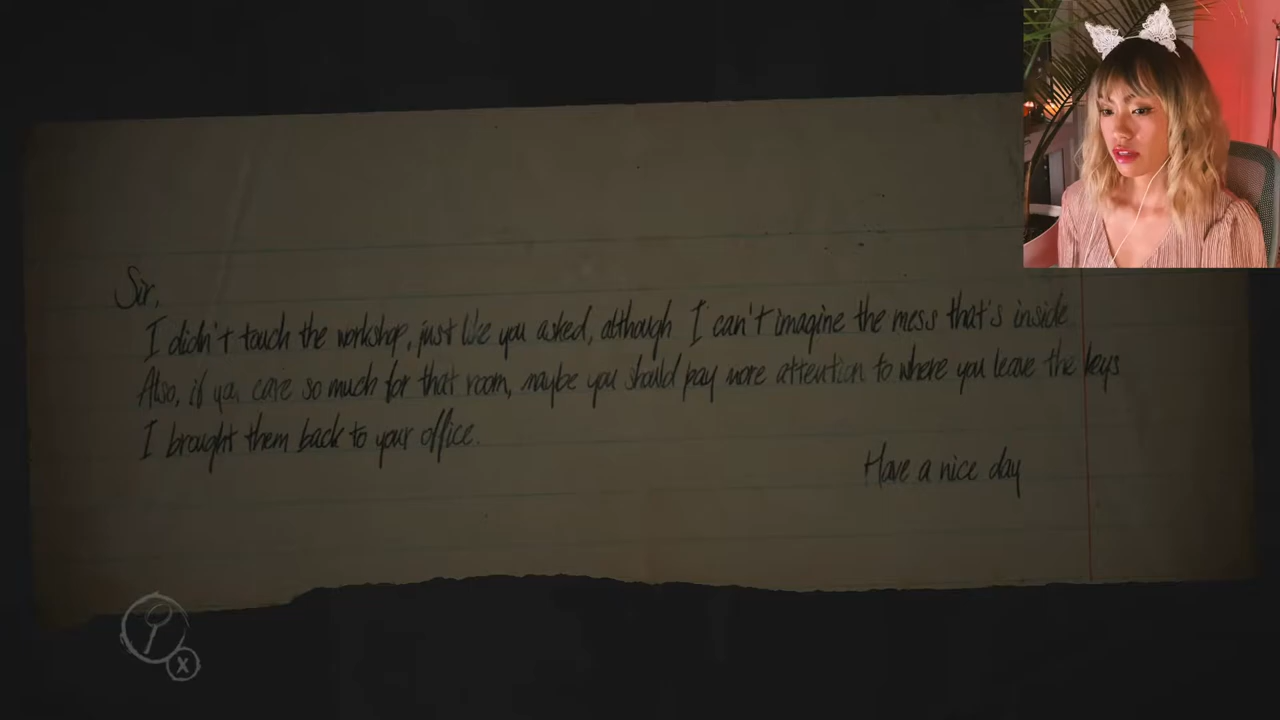 Sir,
I didn't touch the workshop, just like you asked, although I can't imagine the mess that's inside
Also, if you care so much for that room, maybe you should pay more attention to where you leave the keys
I brought them back to your office.
Have a nice day
X